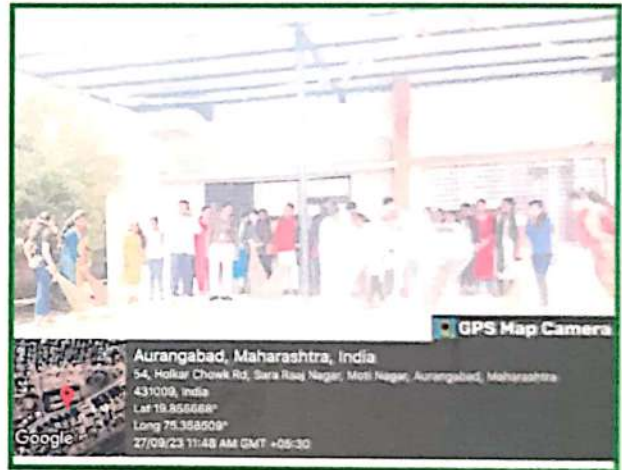 GPS Map Camera
Aurangabad, Maharashtra, India
54, Holkar Chowk Rd, Sara Raaj Nagar, Moti Nagar, Aurangabad, Maharashtra
431009, India
Lat 19.855668°
Long 75.358509°
27/09/23 11:48 AM GMT +05:30
Google